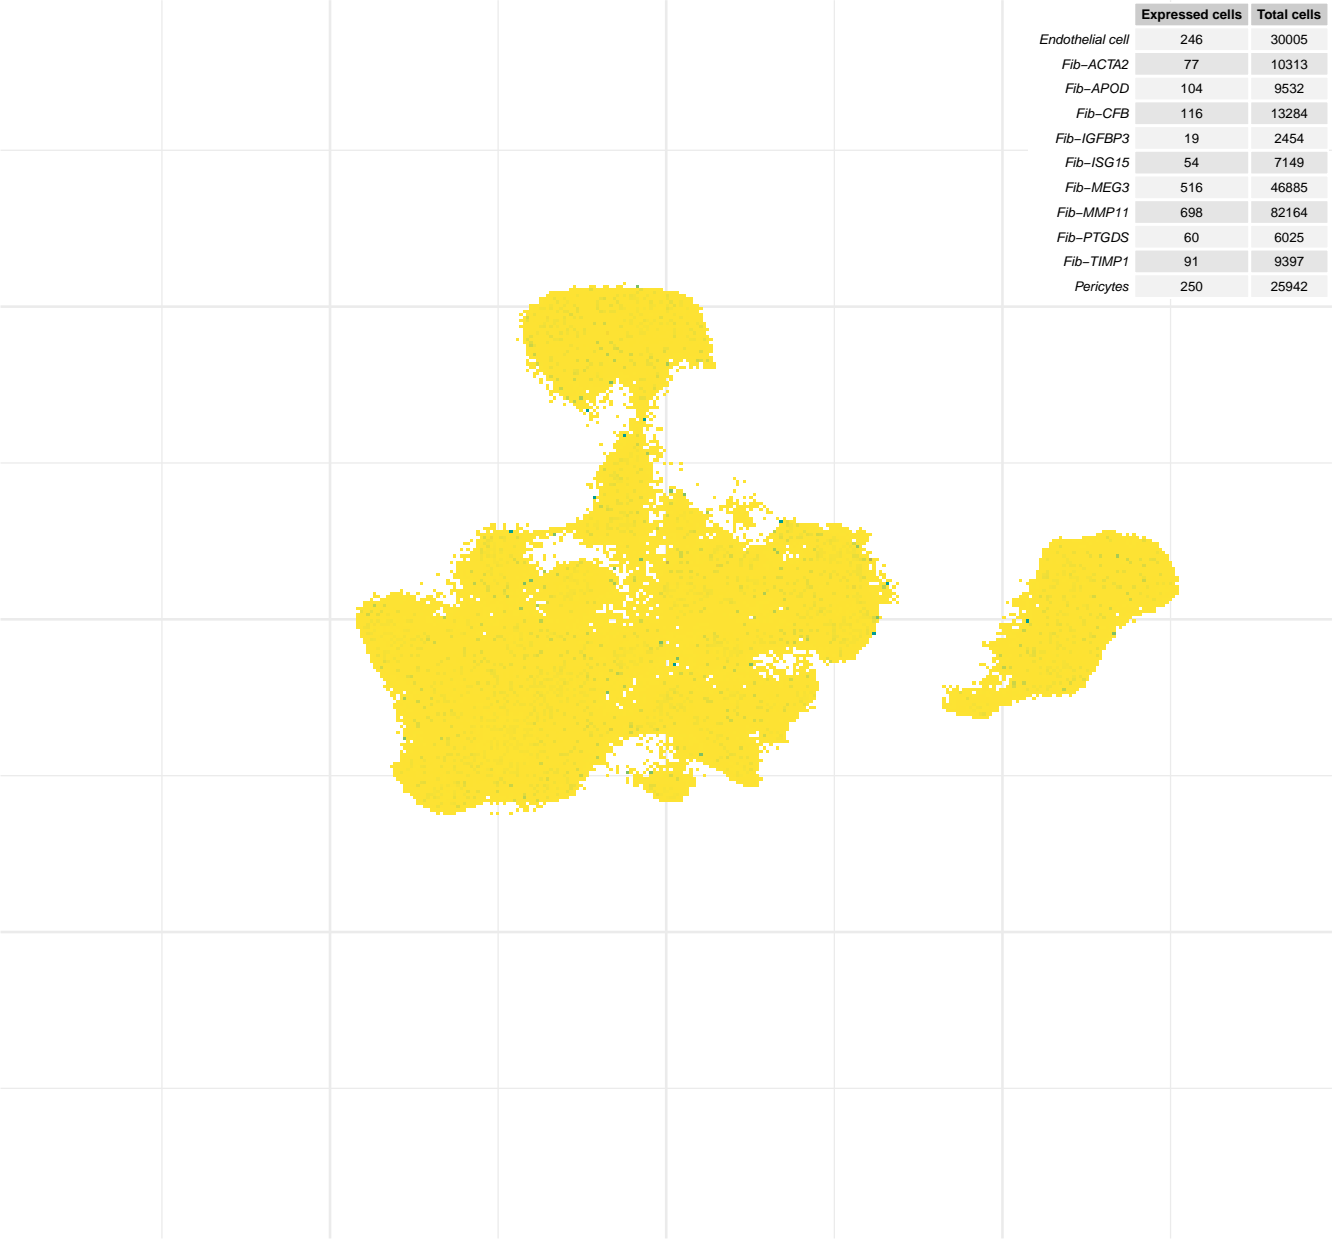 Expressed cells Total cells
Endothelial cell 246 30005
Fib−ACTA2 77 10313
Fib−APOD 104 9532
Fib−CFB 116 13284
Fib−IGFBP3 19 2454
Fib−ISG15 54 7149
Fib−MEG3 516 46885
Fib−MMP11 698 82164
Fib−PTGDS 60 6025
Fib−TIMP1 91 9397
Pericytes 250 25942